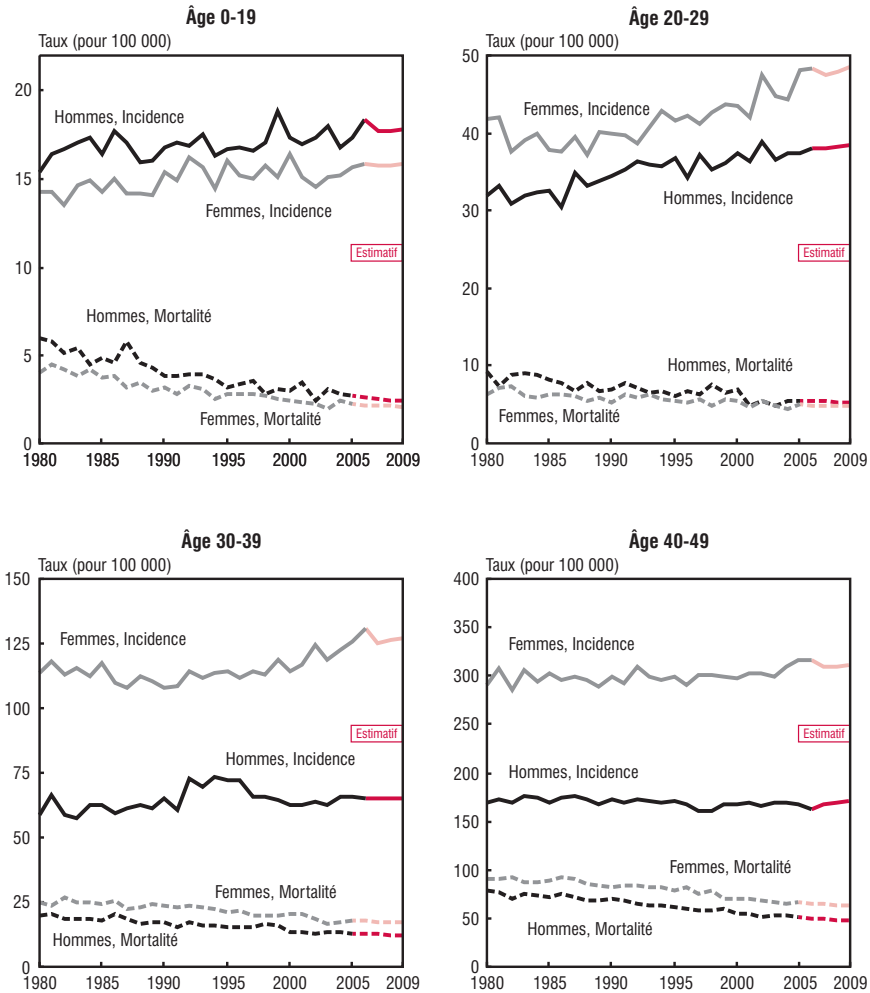 Âge 0-19
Taux (pour 100 000)
20
15
10
5
0
Hommes, Incidence
Femmes, Incidence
Estimatif
Hommes, Mortalité
Femmes, Mortalité
1980 1985 1990 1995 2000 2005 2009
Âge 20-29
Taux (pour 100 000)
50
40
30
20
10
0
Femmes, Incidence
Hommes, Incidence
Estimatif
Hommes, Mortalité
Femmes, Mortalité
1980 1985 1990 1995 2000 2005 2009
Âge 30-39
Taux (pour 100 000)
150
125
100
75
50
25
0
Femmes, Incidence
Estimatif
Hommes, Incidence
Femmes, Mortalité
Hommes, Mortalité
1980 1985 1990 1995 2000 2005 2009
Âge 40-49
Taux (pour 100 000)
400
350
300
250
200
150
100
50
0
Femmes, Incidence
Estimatif
Hommes, Incidence
Femmes, Mortalité
Hommes, Mortalité
1980 1985 1990 1995 2000 2005 2009